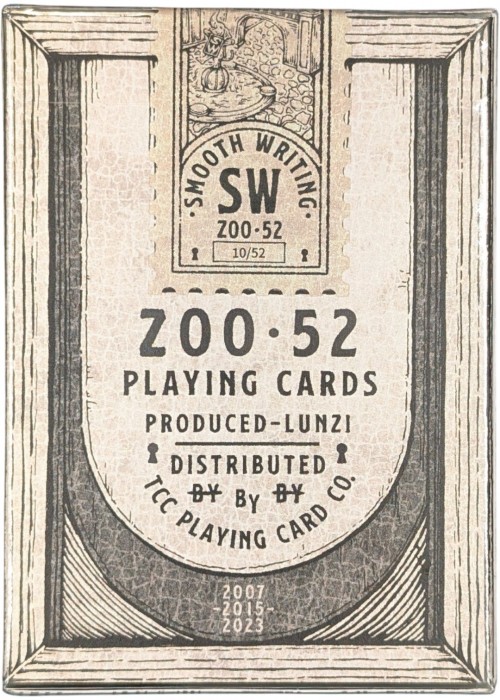 ·SMOOTH WRITING·
SW
ZOO·52
10/52
ZOO·52
PLAYING CARDS
PRODUCED-LUNZI
DISTRIBUTED
BY BY BY
TCC PLAYING CARD CO.
2007
-2015-
2023